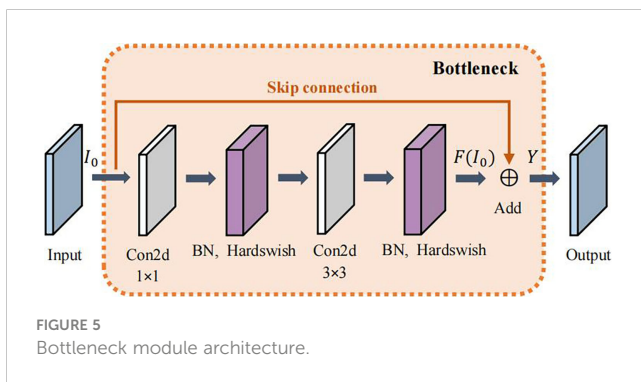 Bottleneck
Skip connection
I₀
F(I₀)
Y
Add
Input
Con2d
1×1
BN, Hardswish
Con2d
3×3
BN, Hardswish
Output
FIGURE 5
Bottleneck module architecture.